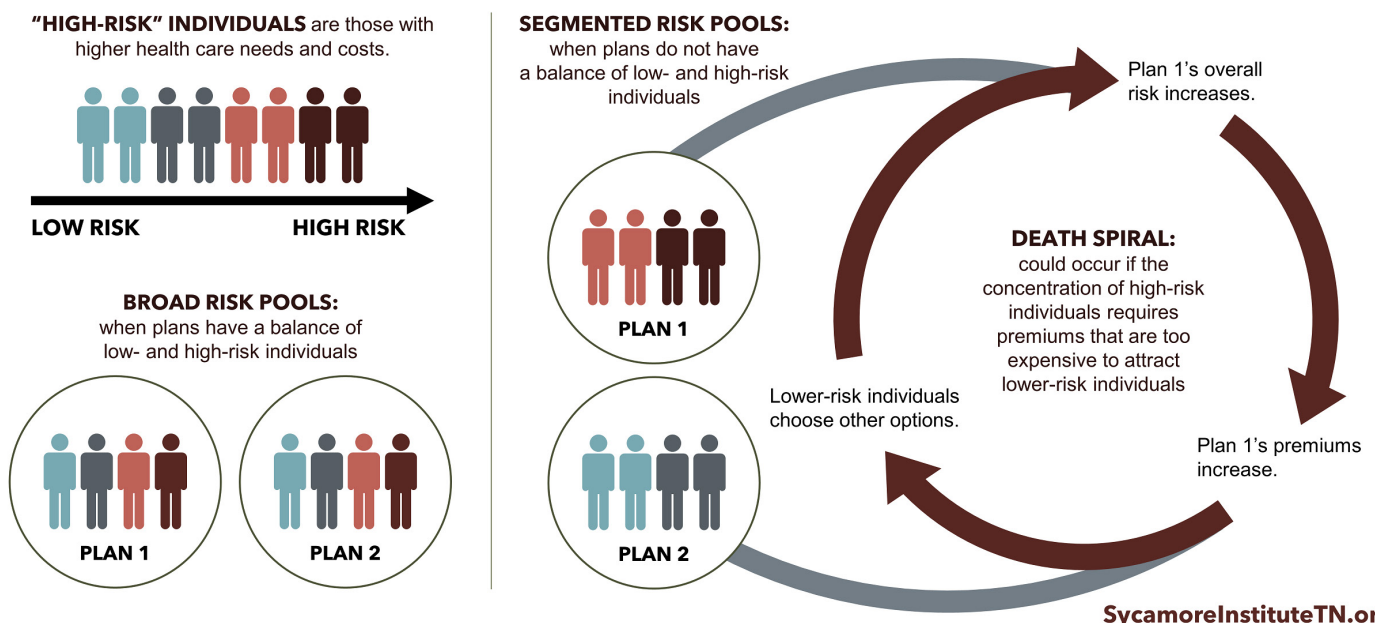 “HIGH-RISK” INDIVIDUALS are those with
higher health care needs and costs.
LOW RISK
HIGH RISK
BROAD RISK POOLS:
when plans have a balance of
low- and high-risk individuals
PLAN 1
PLAN 2
SEGMENTED RISK POOLS:
when plans do not have
a balance of low- and high-risk
individuals
PLAN 1
PLAN 2
Plan 1’s overall
risk increases.
DEATH SPIRAL:
could occur if the
concentration of high-risk
individuals requires
premiums that are too
expensive to attract
lower-risk individuals
Plan 1’s premiums
increase.
Lower-risk individuals
choose other options.
SycamoreInstituteTN.or